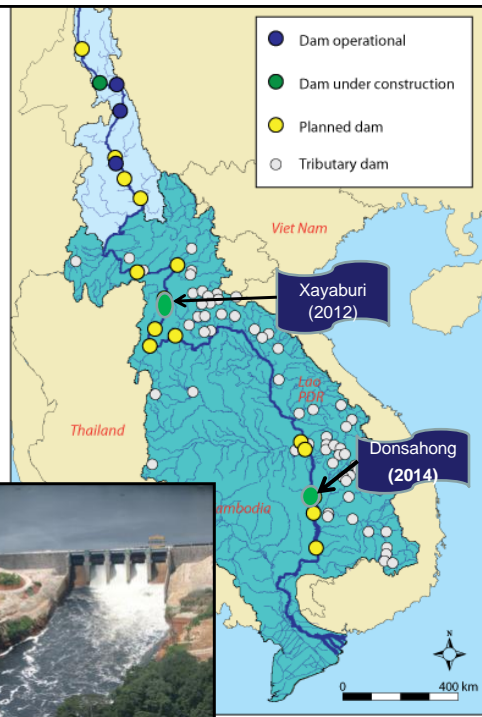 Dam operational
Dam under construction
Planned dam
Tributary dam
Viet Nam
Xayaburi
(2012)
Lao
PDR
Thailand
Donsahong
(2014)
ambodia
N
0
400 km